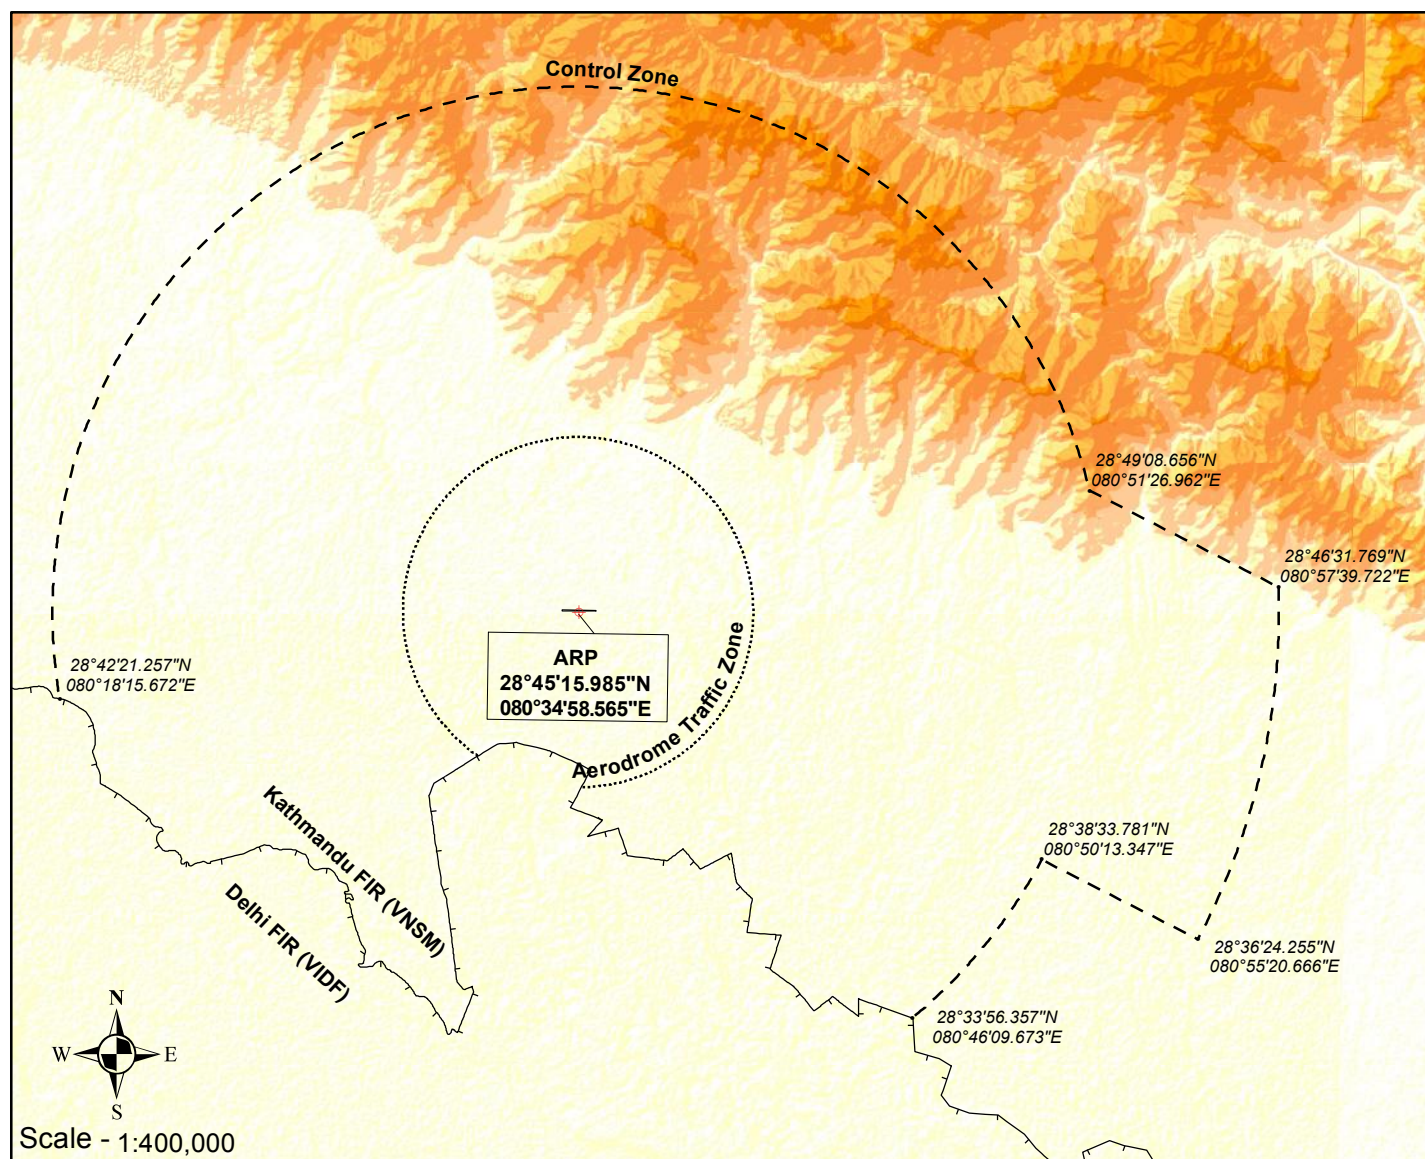 Control Zone
28°49'08.656"N
080°51'26.962"E
28°46'31.769"N
080°57'39.722"E
28°42'21.257"N
080°18'15.672"E
ARP
28°45'15.985"N
080°34'58.565"E
Aerodrome Traffic Zone
Kathmandu FIR (VNSM)
Delhi FIR (VIDF)
28°38'33.781"N
080°50'13.347"E
28°36'24.255"N
080°55'20.666"E
28°33'56.357"N
080°46'09.673"E
N
W E
S
Scale - 1:400,000